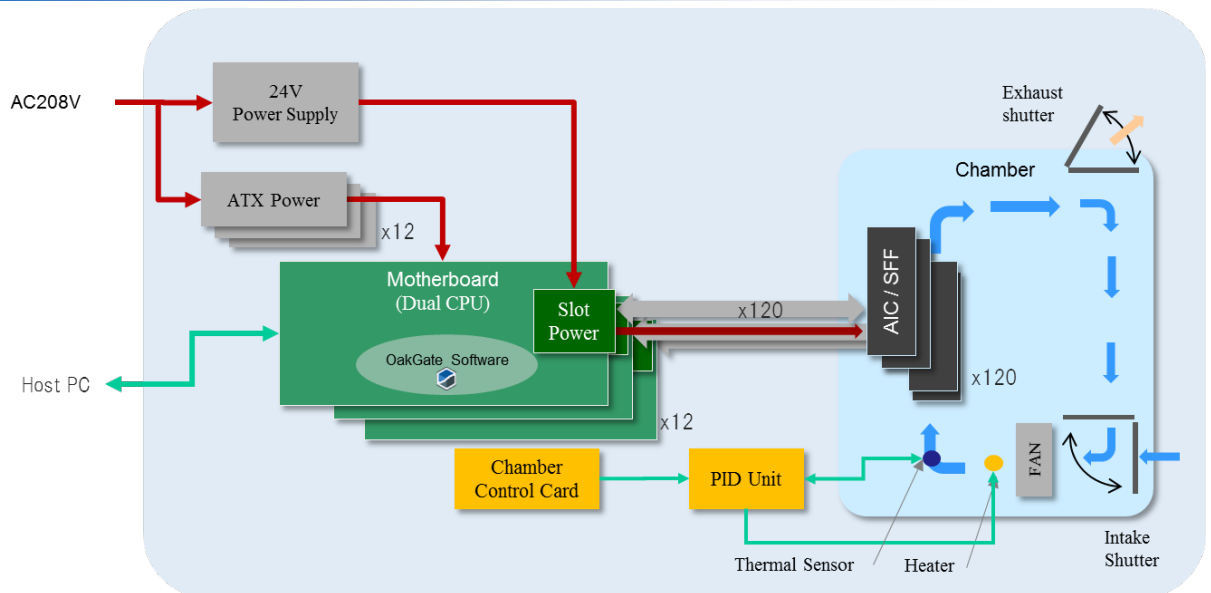 AC208V
24V
Power Supply
ATX Power
x12
Motherboard
(Dual CPU)
OakGate Software
Slot
Power
x120
x12
Host PC
Chamber
Control Card
PID Unit
Exhaust
shutter
Chamber
AIC / SFF
x120
FAN
Thermal Sensor
Heater
Intake
Shutter